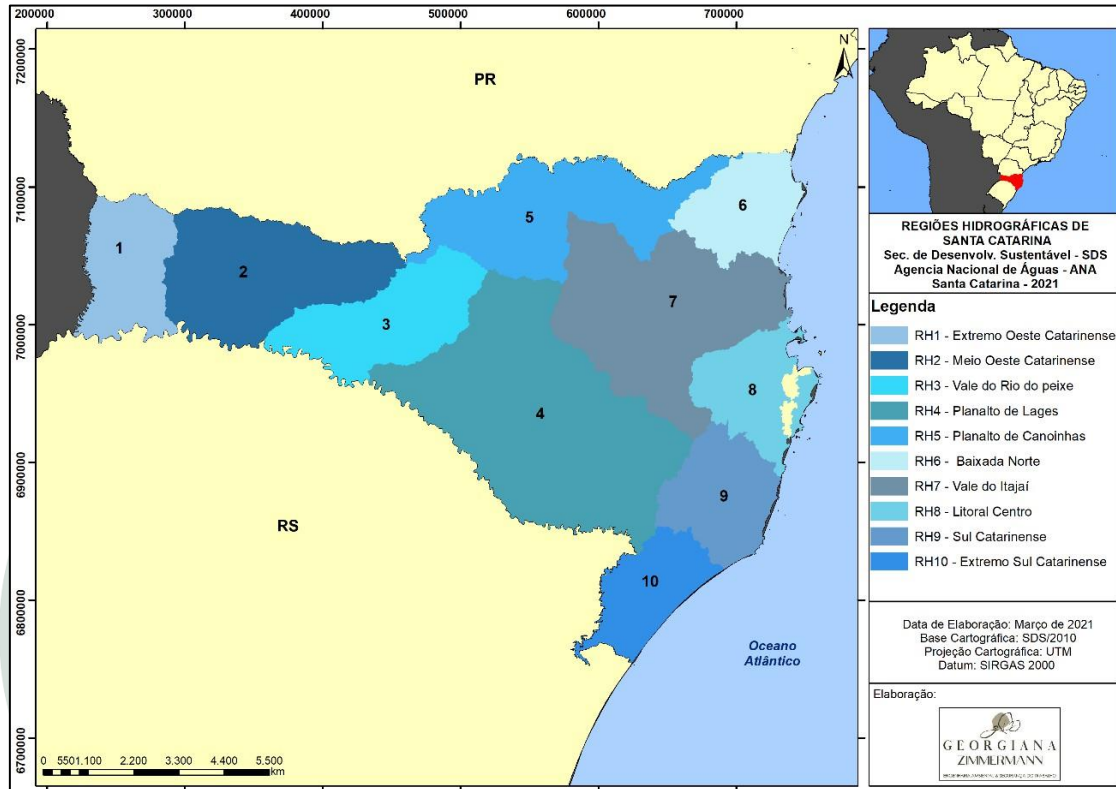 200000 300000 400000 500000 600000 700000
7200000
7100000
7000000
6900000
6800000
6700000
N
PR
1
2
3
4
5
6
7
8
9
10
RS
Oceano
Atlântico
0 550 1.100 2.200 3.300 4.400 5.500
km
REGIÕES HIDROGRÁFICAS DE
SANTA CATARINA
Sec. de Desenvolv. Sustentável - SDS
Agencia Nacional de Águas - ANA
Santa Catarina - 2021
Legenda
RH1 - Extremo Oeste Catarinense
RH2 - Meio Oeste Catarinense
RH3 - Vale do Rio do peixe
RH4 - Planalto de Lages
RH5 - Planalto de Canoinhas
RH6 - Baixada Norte
RH7 - Vale do Itajaí
RH8 - Litoral Centro
RH9 - Sul Catarinense
RH10 - Extremo Sul Catarinense
Data de Elaboração: Março de 2021
Base Cartográfica: SDS/2010
Projeção Cartográfica: UTM
Datum: SIRGAS 2000
Elaboração:
GEORGIANA
ZIMMERMANN